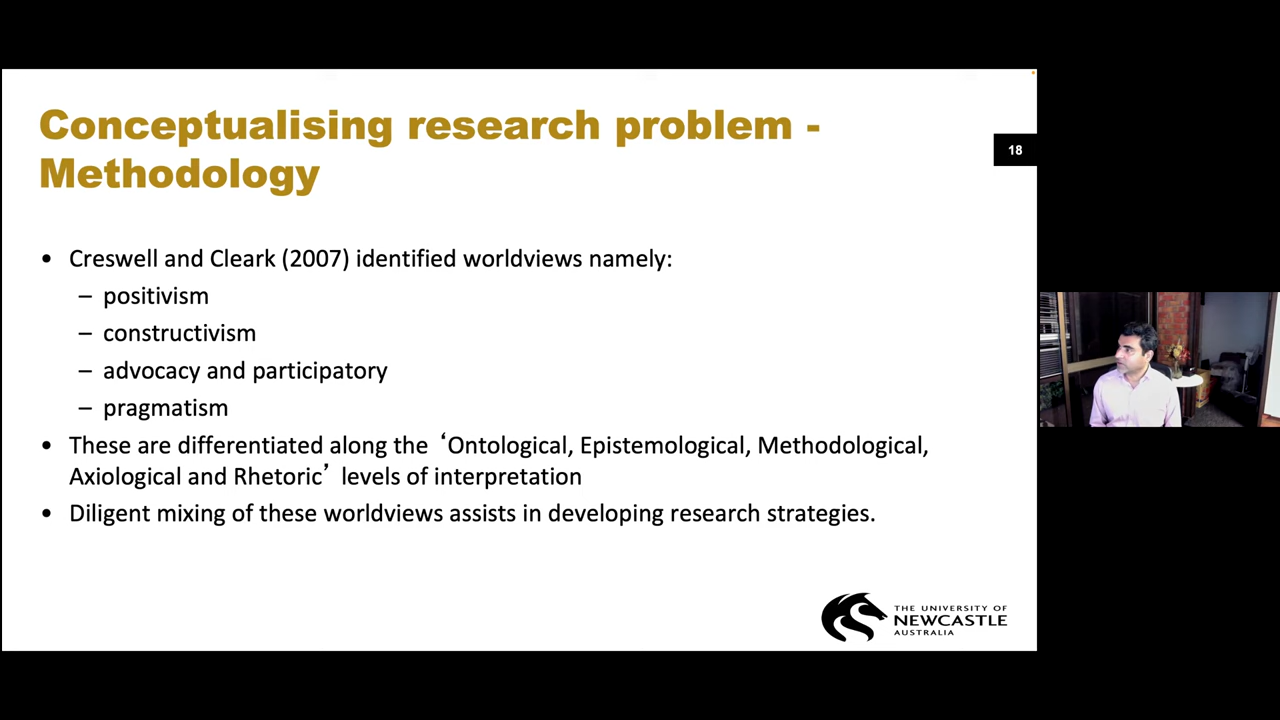 Conceptualising research problem -
Methodology
18
• Creswell and Cleark (2007) identified worldviews namely:
– positivism
– constructivism
– advocacy and participatory
– pragmatism
• These are differentiated along the ‘Ontological, Epistemological, Methodological,
Axiological and Rhetoric’ levels of interpretation
• Diligent mixing of these worldviews assists in developing research strategies.
THE UNIVERSITY OF
NEWCASTLE
AUSTRALIA